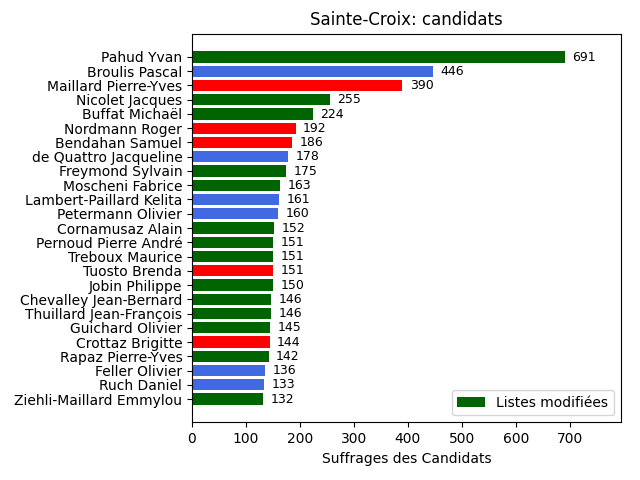 Sainte-Croix: candidats
Pahud Yvan 691
Broulis Pascal 446
Maillard Pierre-Yves 390
Nicolet Jacques 255
Buffat Michaël 224
Nordmann Roger 192
Bendahan Samuel 186
de Quattro Jacqueline 178
Freymond Sylvain 175
Moscheni Fabrice 163
Lambert-Paillard Kelita 161
Petermann Olivier 160
Cornamusaz Alain 152
Pernoud Pierre André 151
Treboux Maurice 151
Tuosto Brenda 151
Jobin Philippe 150
Chevalley Jean-Bernard 146
Thuillard Jean-François 146
Guichard Olivier 145
Crottaz Brigitte 144
Rapaz Pierre-Yves 142
Feller Olivier 136
Ruch Daniel 133
Ziehli-Maillard Emmylou 132
Listes modifiées
0 100 200 300 400 500 600 700
Suffrages des Candidats